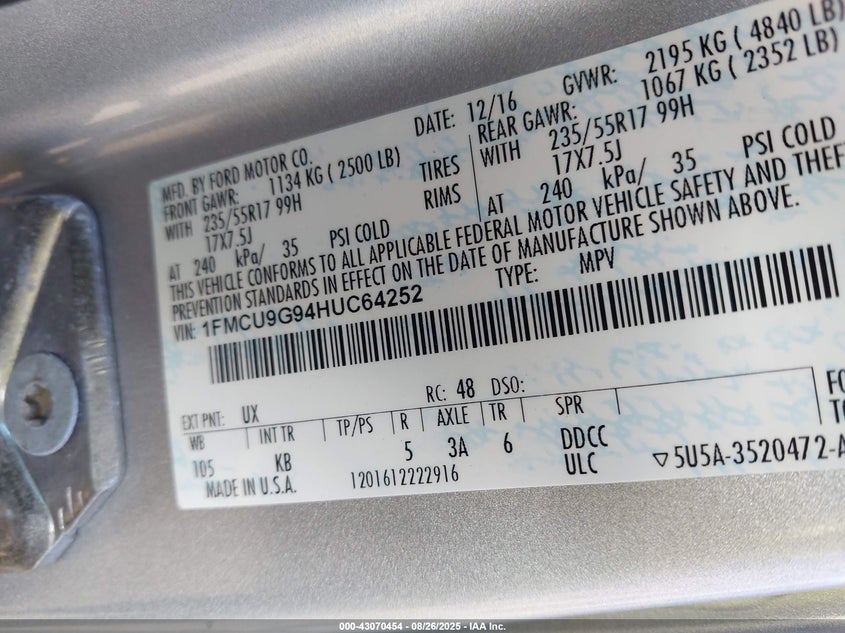 MFD. BY FORD MOTOR CO.
DATE: 12/16
GVWR: 2195 KG ( 4840 LB)
FRONT GAWR: 1134 KG ( 2500 LB)
REAR GAWR: 1067 KG ( 2352 LB)
WITH 235/55R17 99H TIRES WITH 235/55R17 99H
17X7.5J RIMS 17X7.5J
AT 240 kPa/ 35 PSI COLD AT 240 kPa/ 35 PSI COLD
THIS VEHICLE CONFORMS TO ALL APPLICABLE FEDERAL MOTOR VEHICLE SAFETY AND THEFT
PREVENTION STANDARDS IN EFFECT ON THE DATE OF MANUFACTURE SHOWN ABOVE.
VIN: 1FMCU9G94HUC64252
TYPE: MPV
EXT PNT: UX RC: 48 DSO:
WB INT TR TP/PS R AXLE TR SPR
105 KB 5 3A 6 DDCC
ULC
MADE IN U.S.A. 1201612222916
▽5U5A-3520472-A
000-43070454 - 08/26/2025 - IAA Inc.